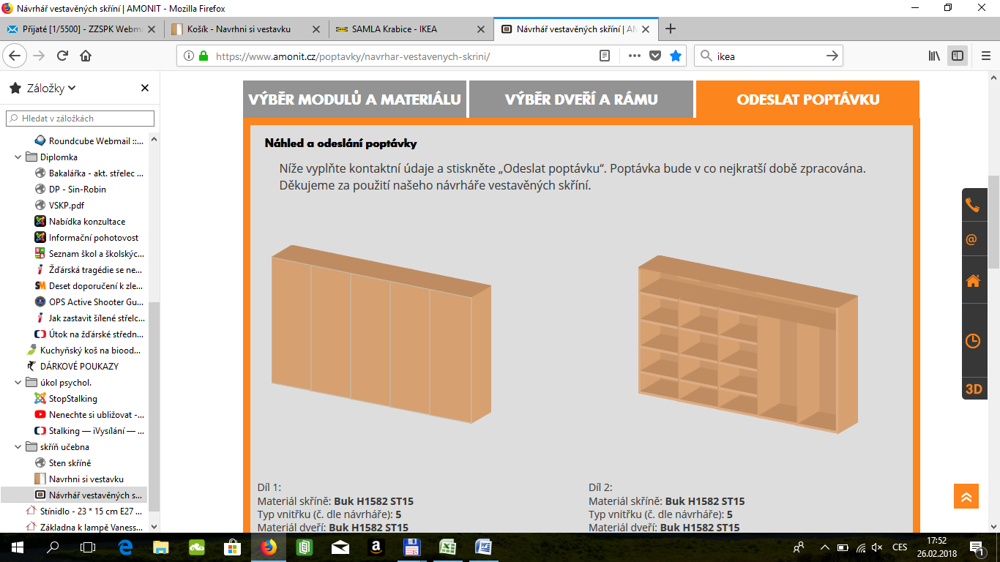 Návrhář vestavěných skříní | AMONIT - Mozilla Firefox
Přijaté [1/5500] - ZZSPK Webm
Košík - Navrhni si vestavku
SAMLA Krabice - IKEA
Návrhář vestavěných skříní | AM
https://www.amonit.cz/poptavky/navrhar-vestavenych-skrini/
ikea
Záložky
Hledat v záložkách
Roundcube Webmail ::...
Diplomka
Bakalářka - akt. střelec ...
DP - Sin-Robin
VSKP.pdf
Nabídka konzultace
Informační pohotovost
Seznam škol a školskýc...
Žďárská tragédie se ne...
Deset doporučení k zle...
OPS Active Shooter Gu...
Jak zastavit šílené střelc...
Útok na žďárské středn...
Kuchyňský koš na biood...
DÁRKOVÉ POUKAZY
úkol psychol.
StopStalking
Nenechte si ubližovat -...
Stalking — iVysílání — ...
skříň učebna
Sten skříně
Navrhni si vestavku
Návrhář vestavěných s...
Stínidlo - 23 * 15 cm E27 ...
Základna k lampě Vaness...
VÝBĚR MODULŮ A MATERIÁLU
VÝBĚR DVEŘÍ A RÁMU
ODESLAT POPTÁVKU
Náhled a odeslání poptávky
Níže vyplňte kontaktní údaje a stiskněte „Odeslat poptávku“. Poptávka bude v co nejkratší době zpracována.
Děkujeme za použití našeho návrháře vestavěných skříní.
@
3D
Díl 1:
Materiál skříně: Buk H1582 ST15
Typ vnitřku (č. dle návrháře): 5
Materiál dveří: Buk H1582 ST15
Díl 2:
Materiál skříně: Buk H1582 ST15
Typ vnitřku (č. dle návrháře): 5
Materiál dveří: Buk H1582 ST15
CES
17:52
26.02.2018
1